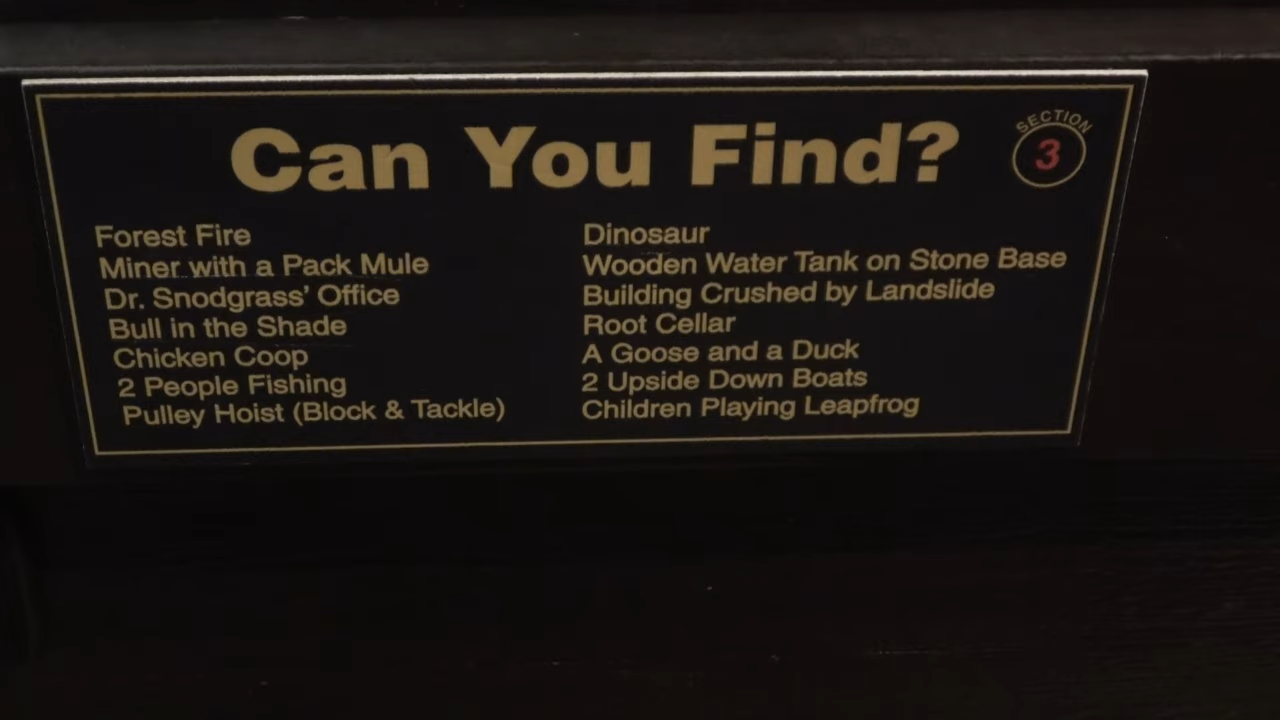 Can You Find?
SECTION
3
Forest Fire
Miner with a Pack Mule
Dr. Snodgrass' Office
Bull in the Shade
Chicken Coop
2 People Fishing
Pulley Hoist (Block & Tackle)
Dinosaur
Wooden Water Tank on Stone Base
Building Crushed by Landslide
Root Cellar
A Goose and a Duck
2 Upside Down Boats
Children Playing Leapfrog